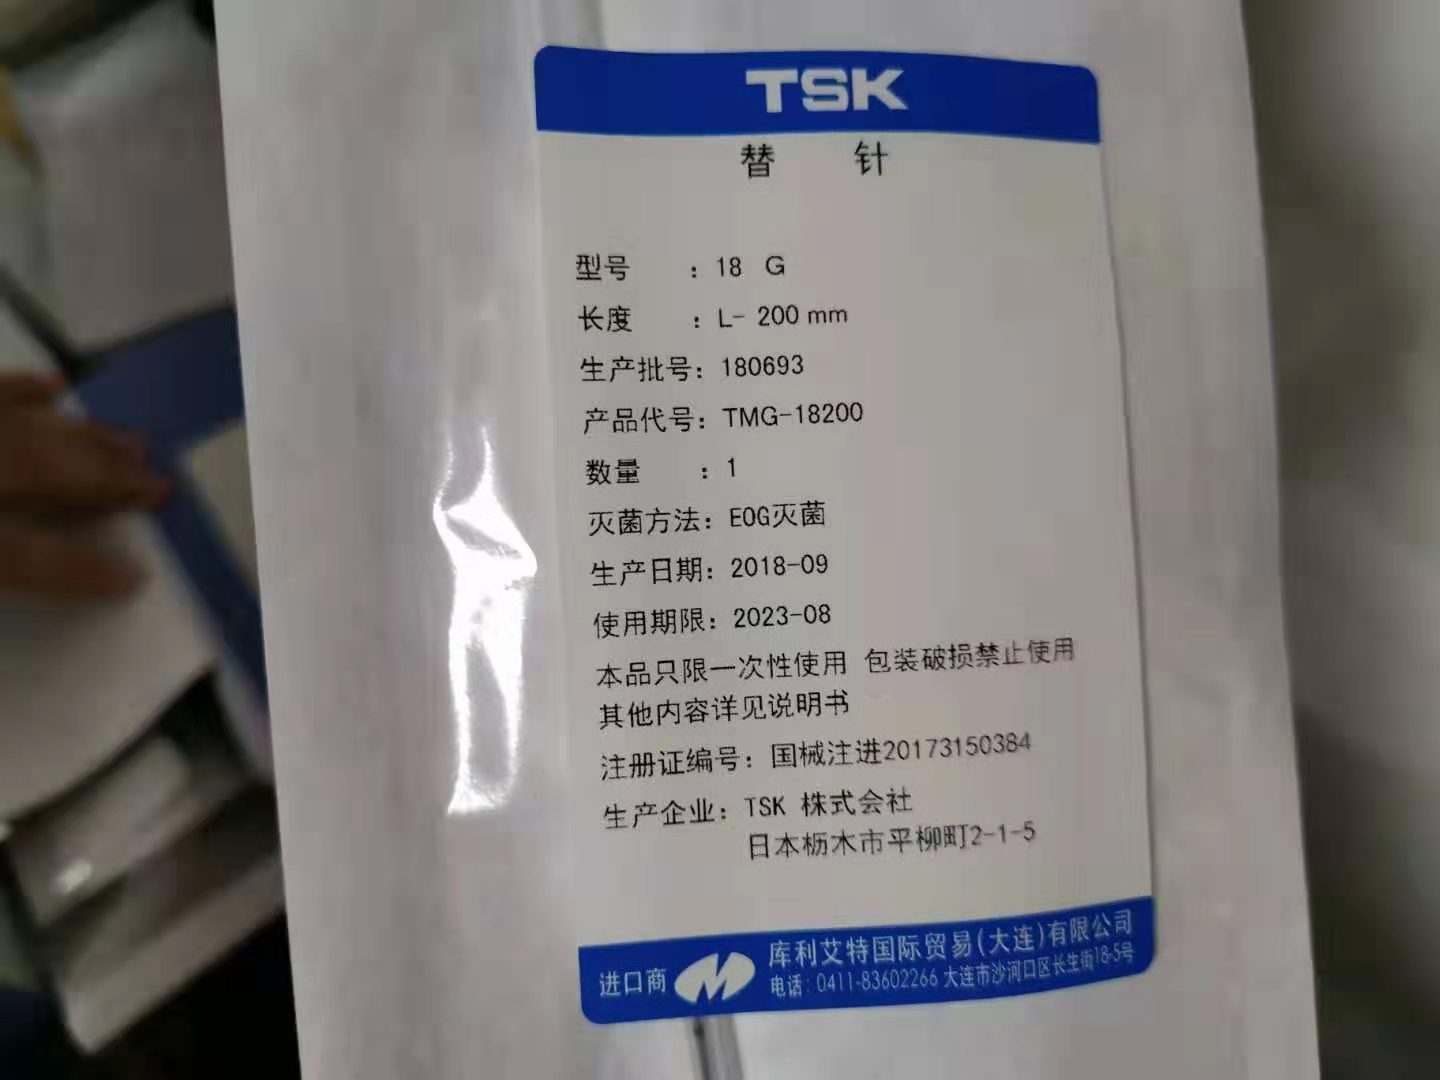 TSK
替 针
型号 : 18 G
长度 : L- 200 mm
生产批号: 180693
产品代号: TMG-18200
数量 : 1
灭菌方法: EOG灭菌
生产日期: 2018-09
使用期限: 2023-08
本品只限一次性使用 包装破损禁止使用
其他内容详见说明书
注册证编号: 国械注进20173150384
生产企业: TSK 株式会社
日本枥木市平柳町2-1-5
进口商 库利艾特国际贸易(大连)有限公司
电话: 0411-83602266 大连市沙河口区长生街18-5号